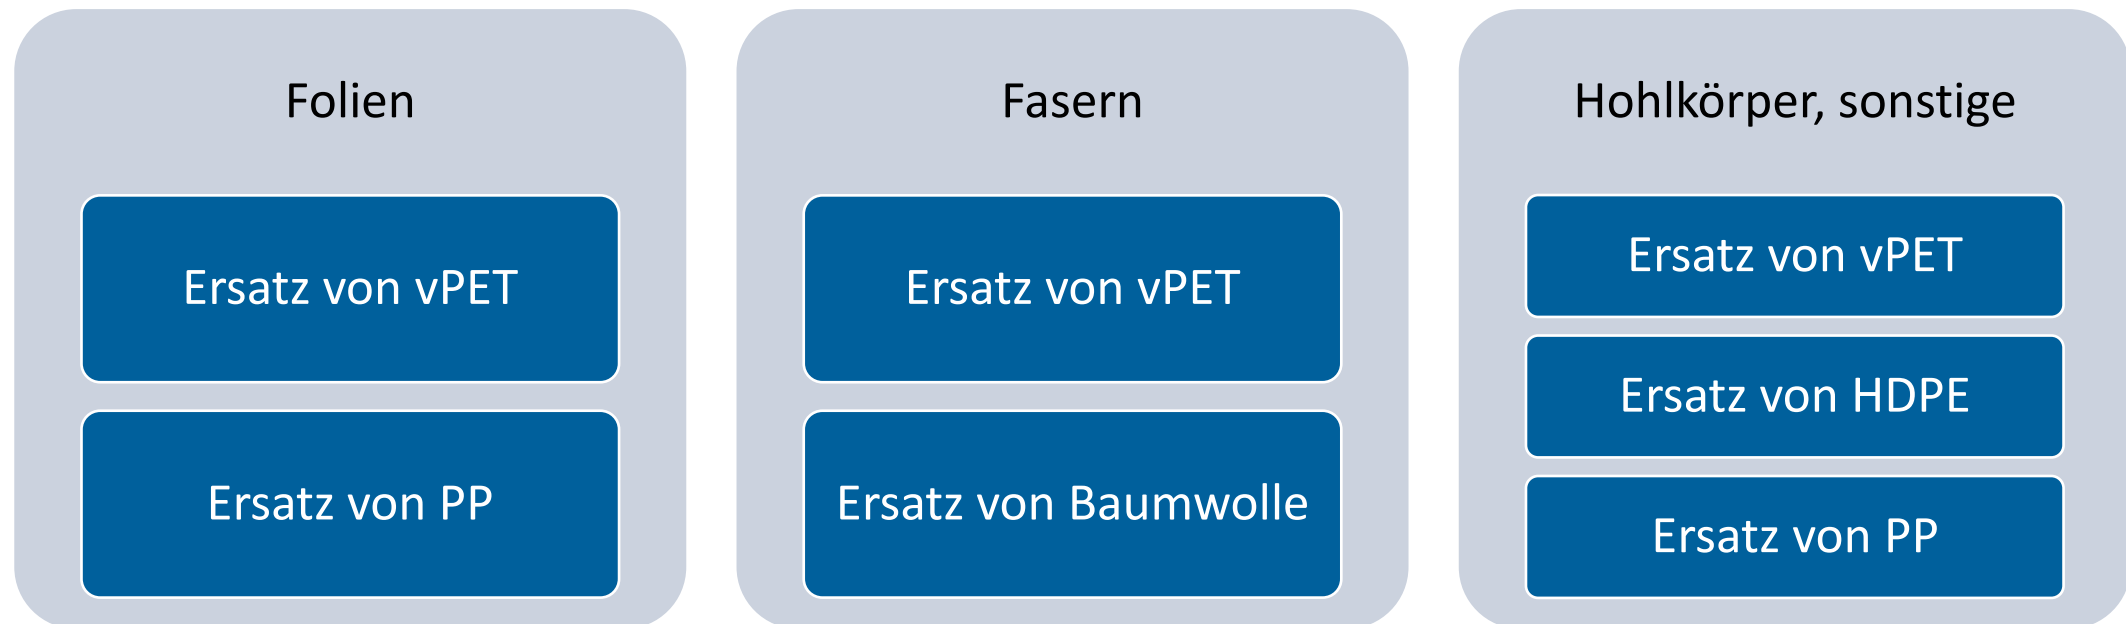 Folien
Ersatz von vPET
Ersatz von PP
Fasern
Ersatz von vPET
Ersatz von Baumwolle
Hohlkörper, sonstige
Ersatz von vPET
Ersatz von HDPE
Ersatz von PP